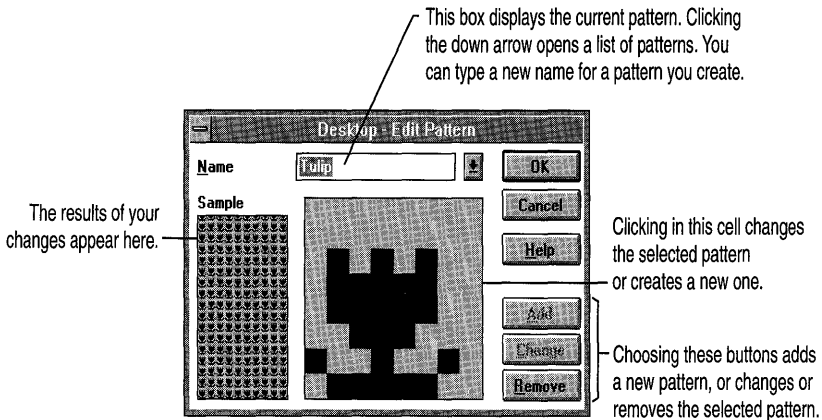 This box displays the current pattern. Clicking
the down arrow opens a list of patterns. You
can type a new name for a pattern you create.
Desktop - Edit Pattern
Name
Tulip
OK
Sample
Cancel
The results of your
changes appear here.
Help
Clicking in this cell changes
the selected pattern
or creates a new one.
Add
Change
Remove
Choosing these buttons adds
a new pattern, or changes or
removes the selected pattern.